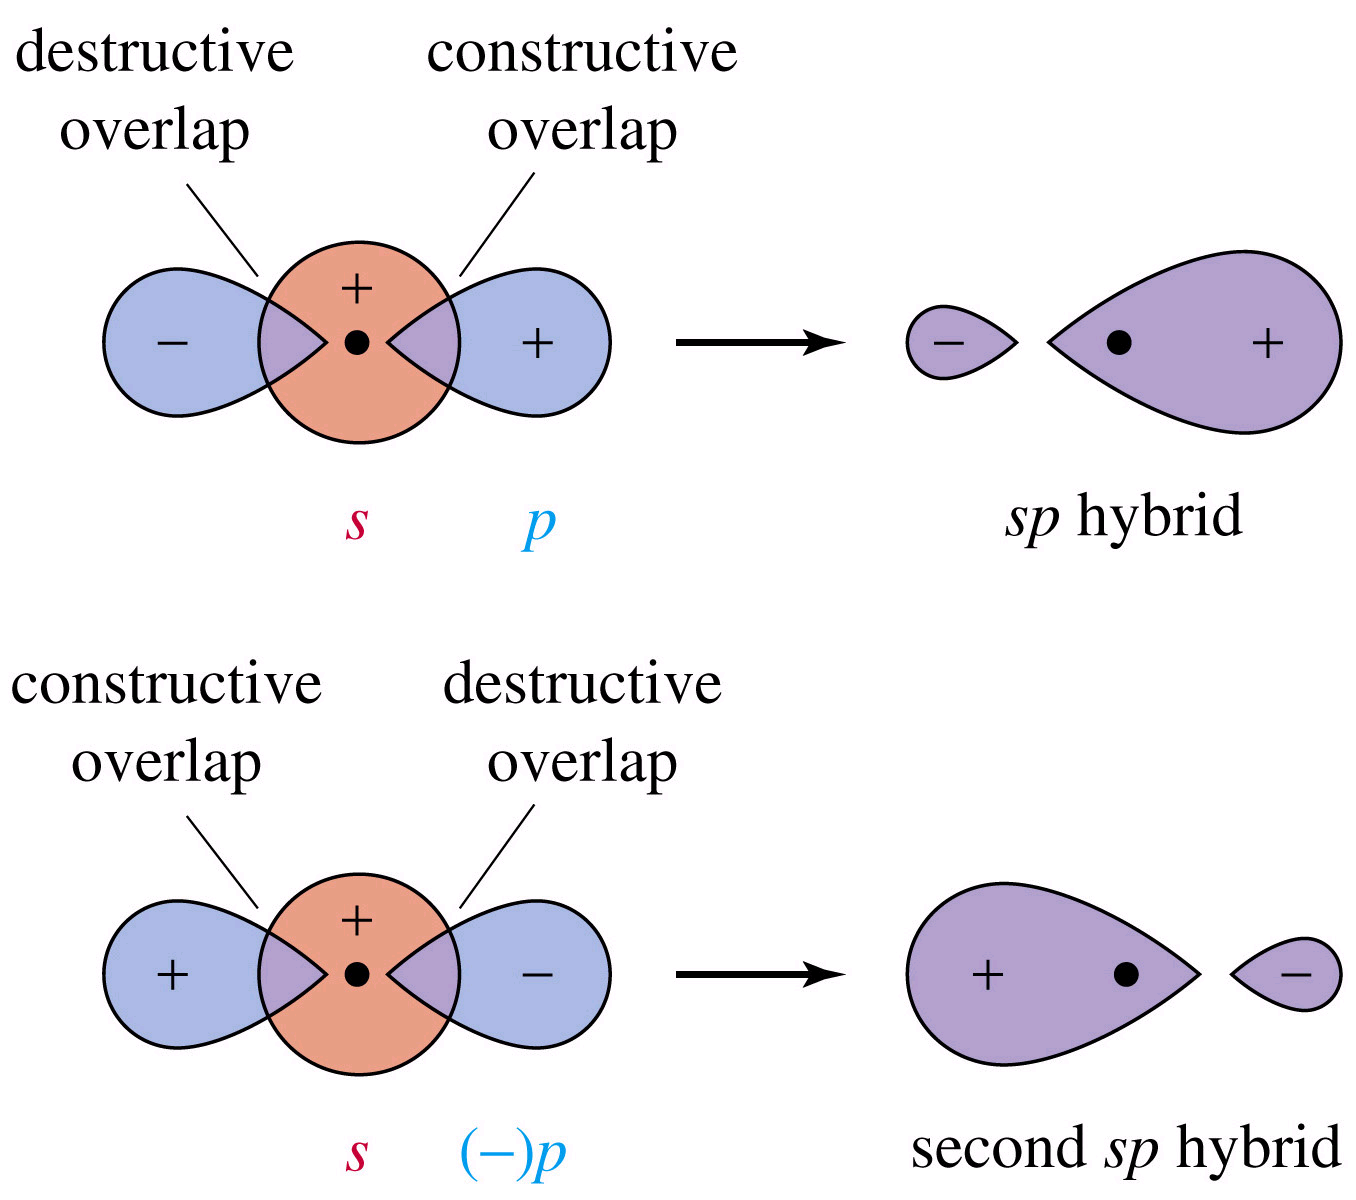 destructive constructive
overlap overlap
+
− + − +
s p sp hybrid
constructive destructive
overlap overlap
+
+ − + −
s (−)p second sp hybrid